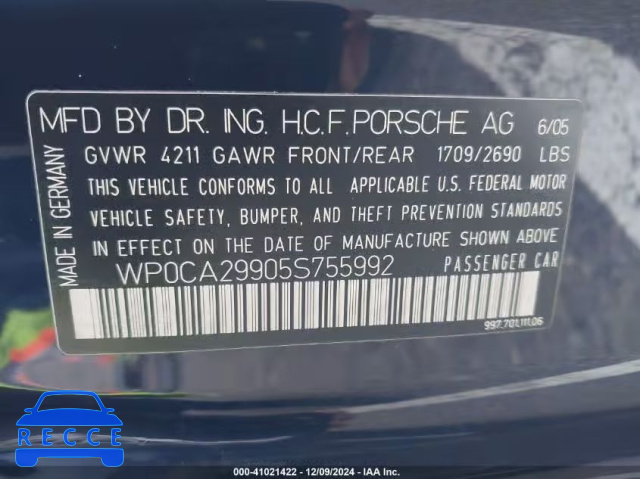 MFD BY DR. ING. H.C.F.PORSCHE AG 6/05
GVWR 4211 GAWR FRONT/REAR 1709/2690 LBS
THIS VEHICLE CONFORMS TO ALL APPLICABLE U.S. FEDERAL MOTOR
VEHICLE SAFETY, BUMPER, AND THEFT PREVENTION STANDARDS
IN EFFECT ON THE DATE OF MANUFACTURE SHOWN ABOVE.
WP0CA29905S755992 PASSENGER CAR
MADE IN GERMANY
997.701.111.06
RECCE
000-41021422 - 12/09/2024 - IAA Inc.